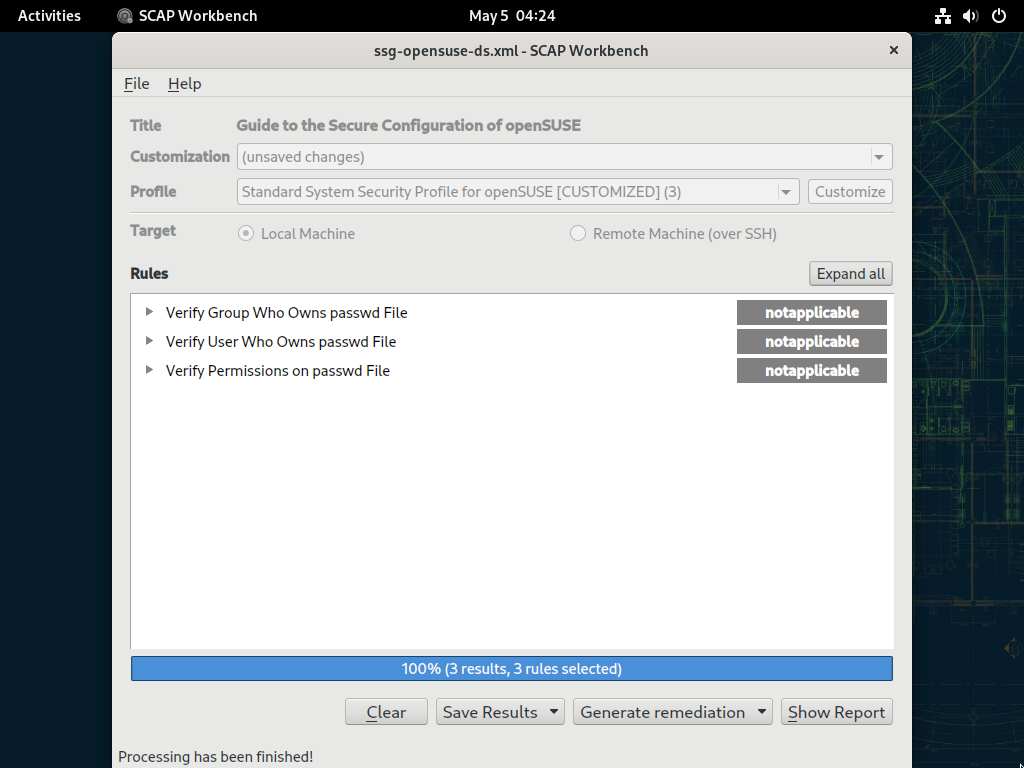 Activities SCAP Workbench May 5 04:24
ssg-opensuse-ds.xml - SCAP Workbench
File Help
Title Guide to the Secure Configuration of openSUSE
Customization (unsaved changes)
Profile Standard System Security Profile for openSUSE [CUSTOMIZED] (3) Customize
Target Local Machine Remote Machine (over SSH)
Rules Expand all
Verify Group Who Owns passwd File notapplicable
Verify User Who Owns passwd File notapplicable
Verify Permissions on passwd File notapplicable
100% (3 results, 3 rules selected)
Clear Save Results Generate remediation Show Report
Processing has been finished!